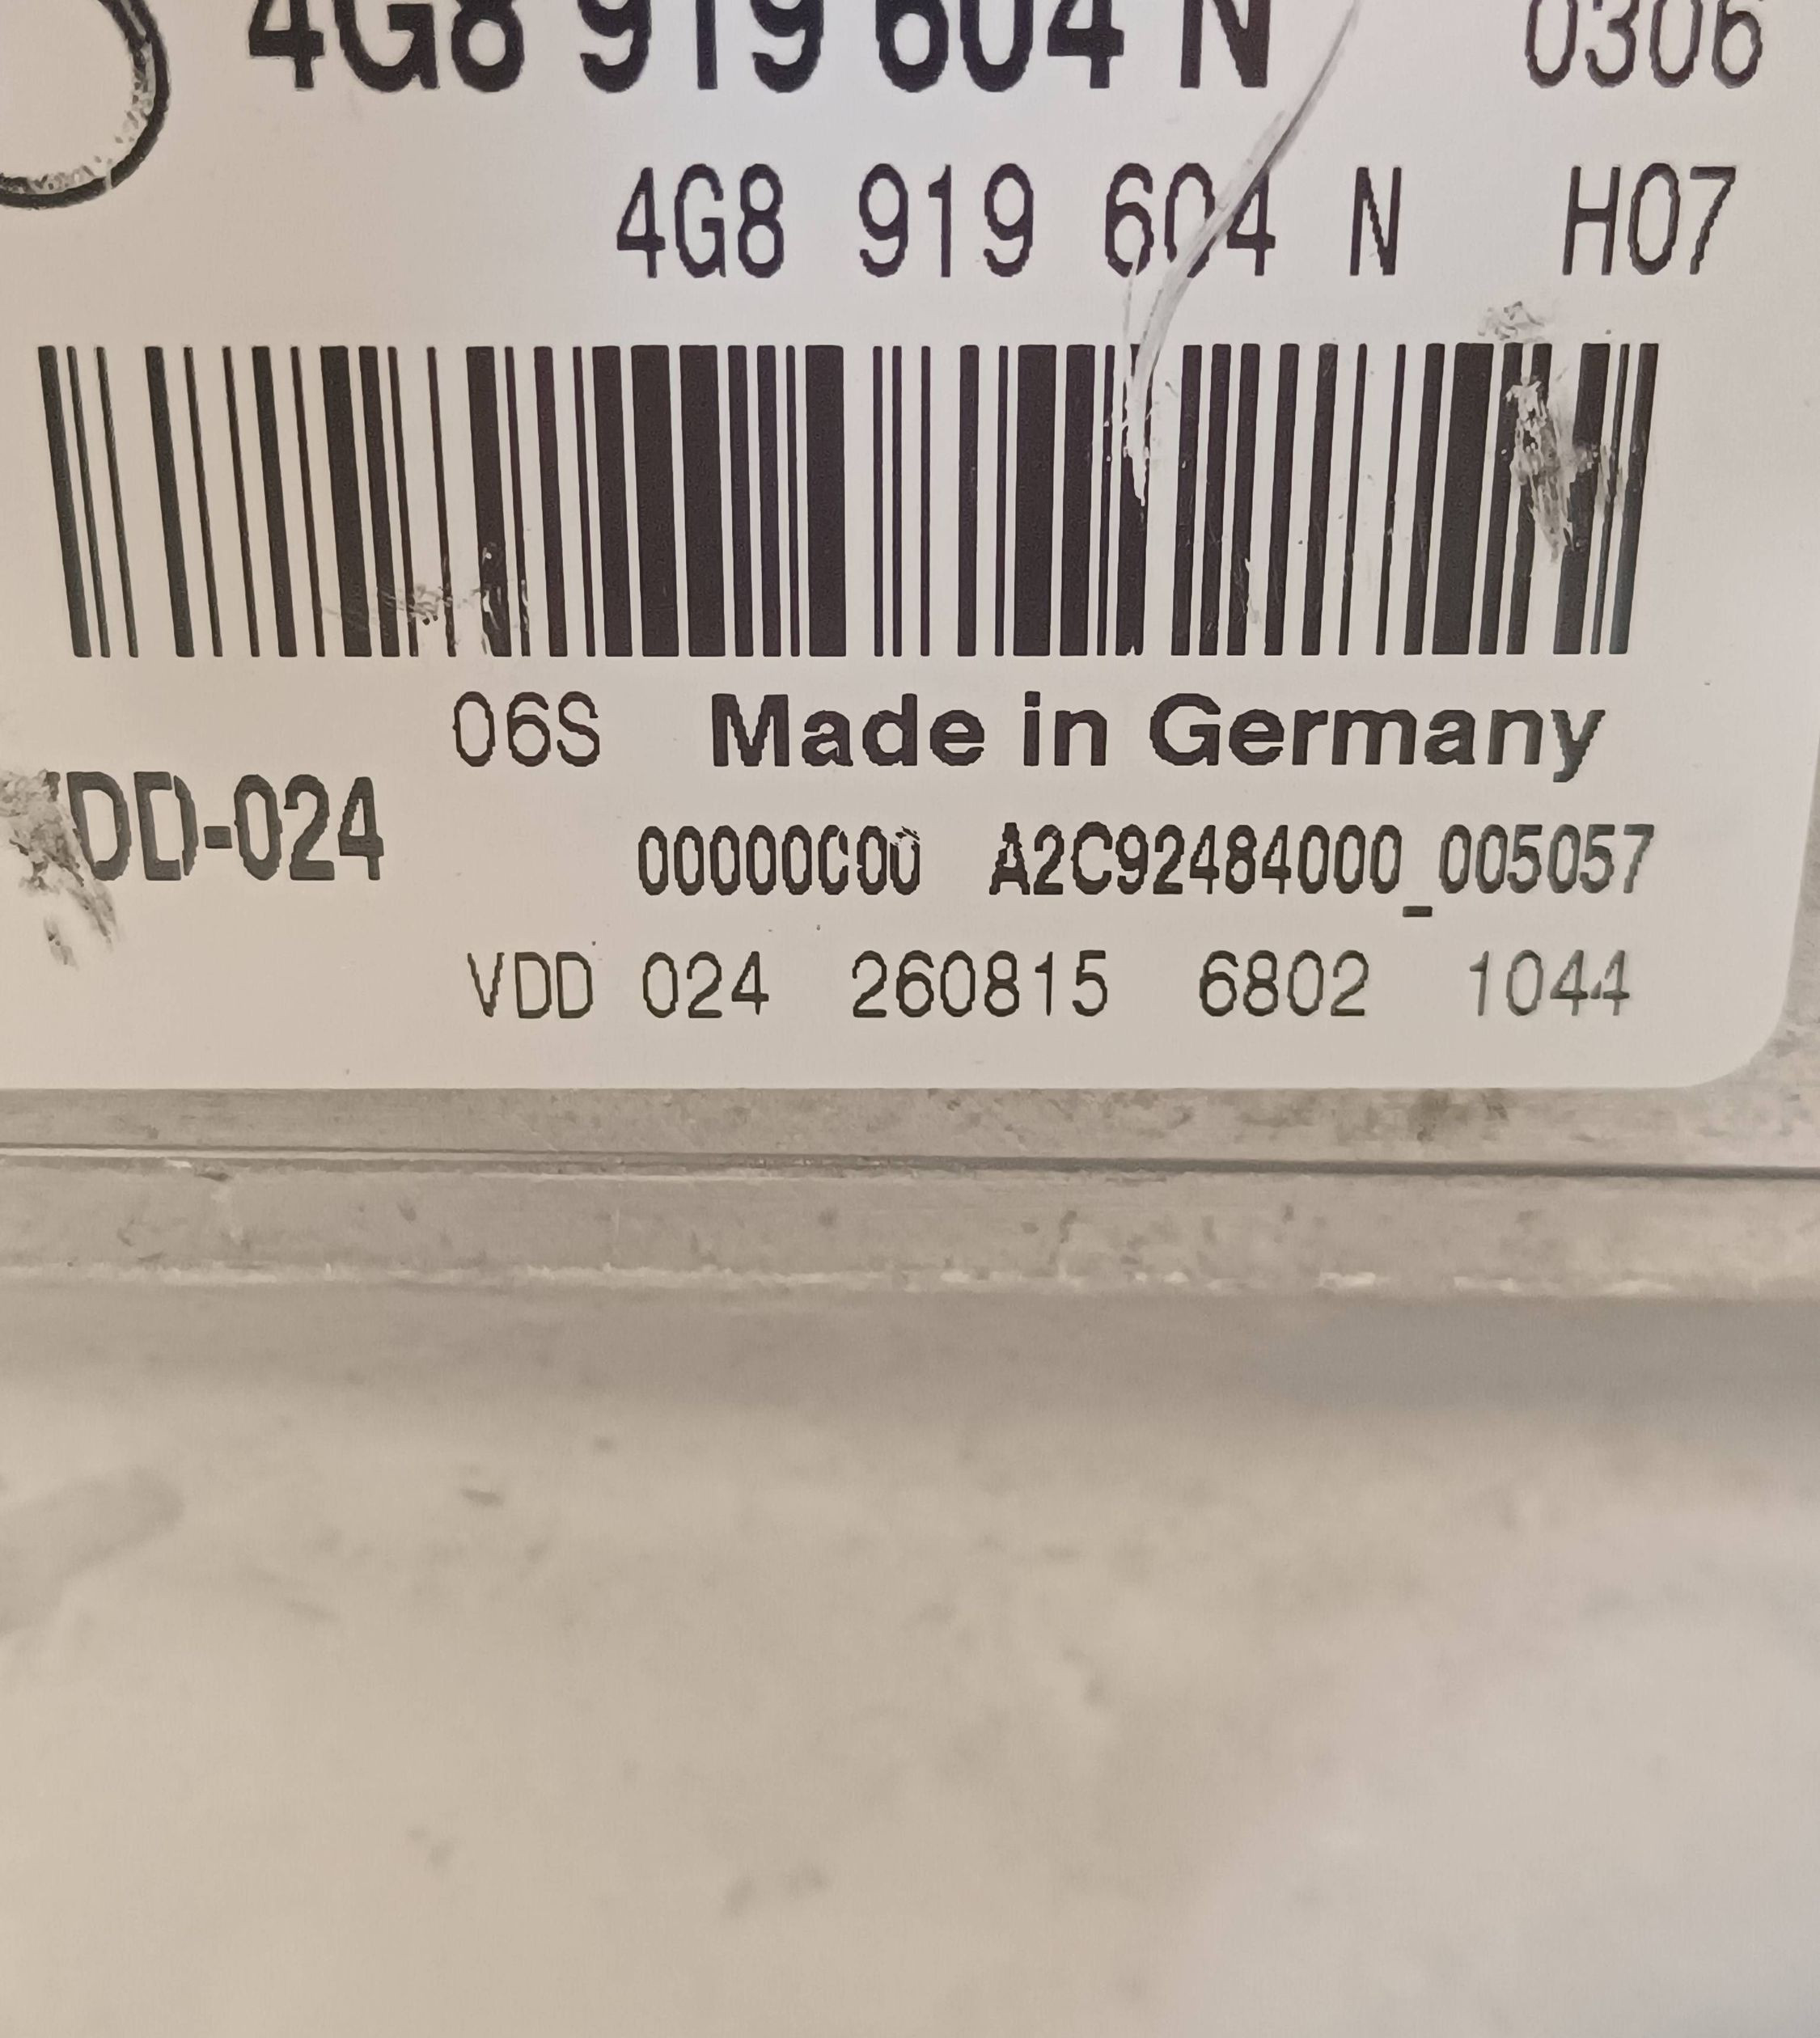 4G8 919 604 N 0306
4G8 919 604 N H07
06S Made in Germany
VDD-024
00000000 A2C92484000_005057
VDD 024 260815 6802 1044